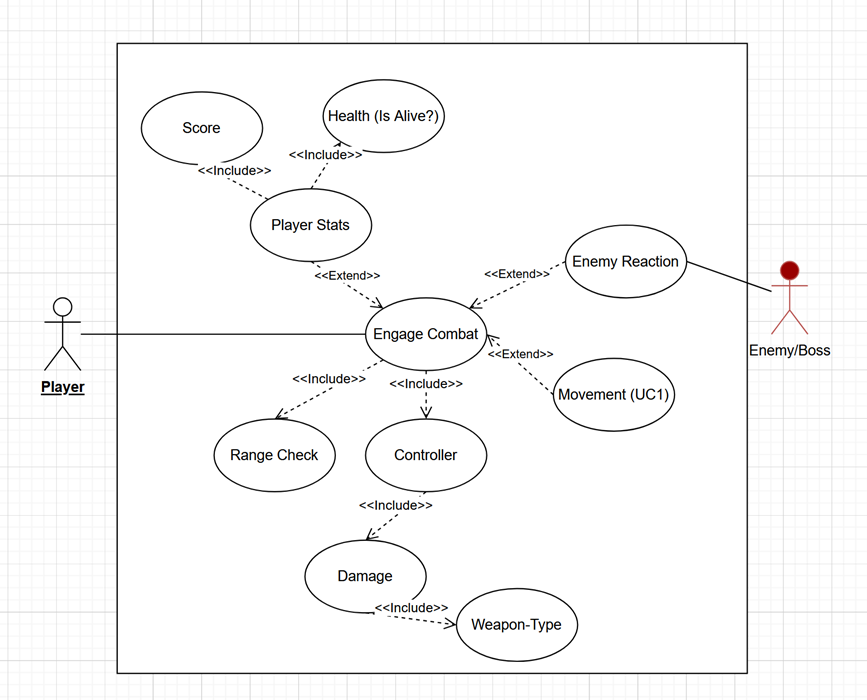 Health (Is Alive?)
Score
<<Include>>
<<Include>>
Player Stats
<<Extend>>
<<Extend>>
Enemy Reaction
Engage Combat
Enemy/Boss
<<Extend>>
Player
<<Include>>
<<Include>>
Movement (UC1)
Range Check
Controller
<<Include>>
Damage
<<Include>>
Weapon-Type